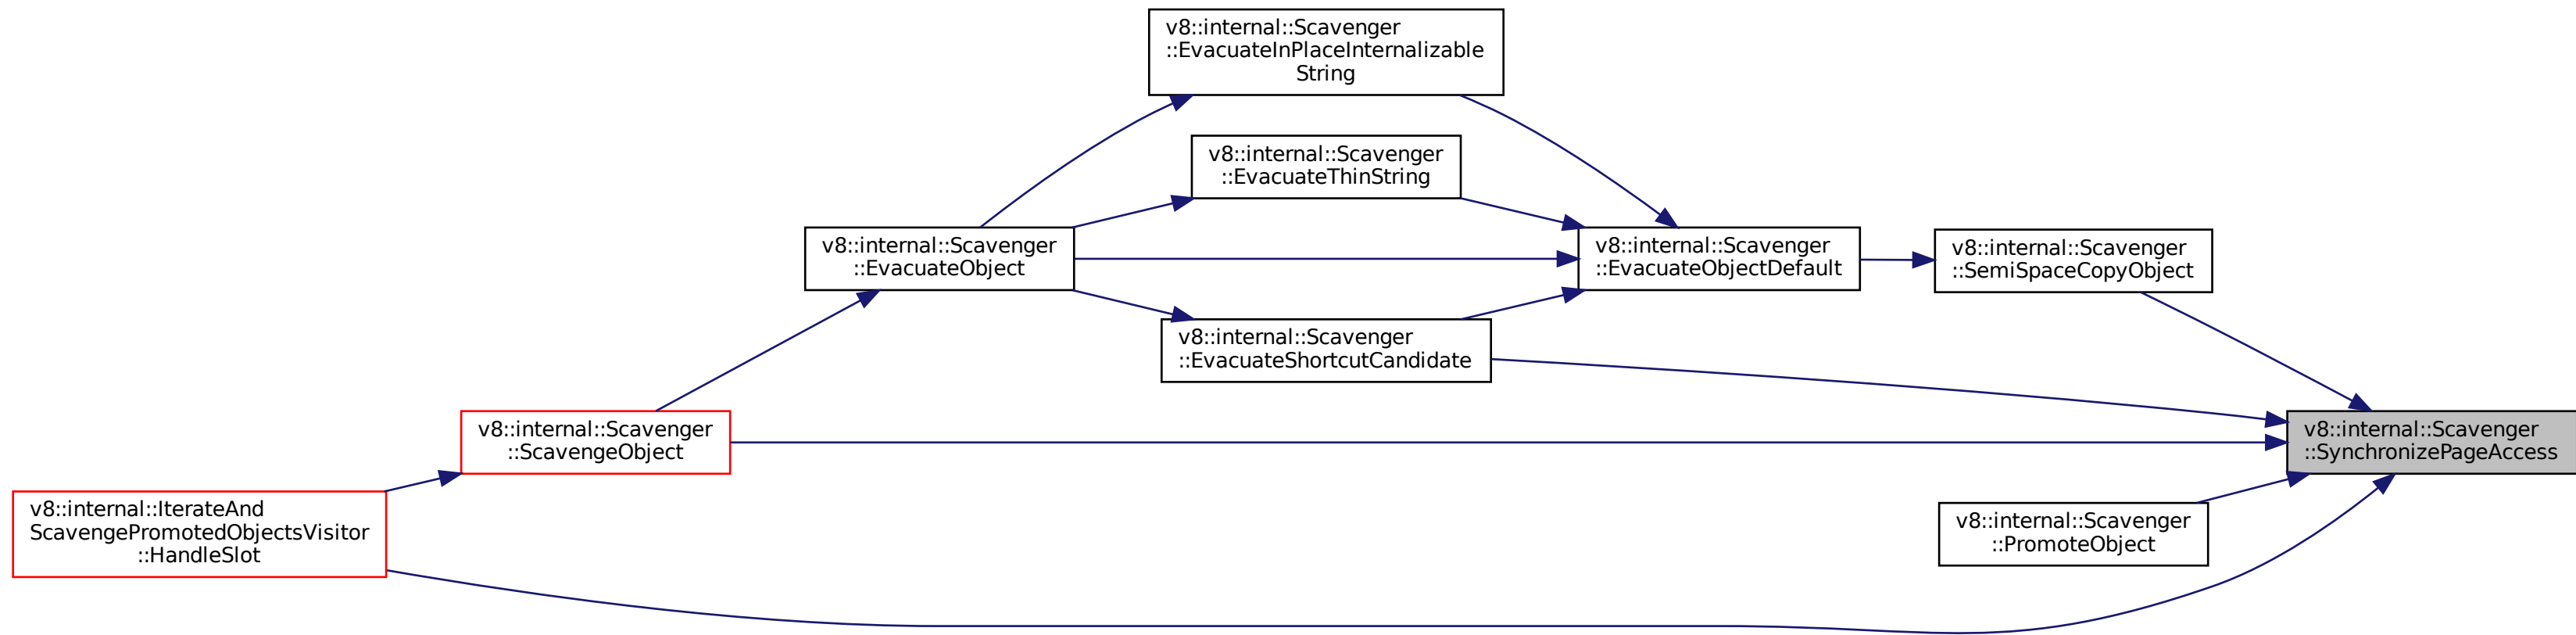 v8::internal::Scavenger
::EvacuateInPlaceInternalizable
String
v8::internal::Scavenger
::EvacuateThinString
v8::internal::Scavenger
::EvacuateObject
v8::internal::Scavenger
::EvacuateObjectDefault
v8::internal::Scavenger
::SemiSpaceCopyObject
v8::internal::Scavenger
::EvacuateShortcutCandidate
v8::internal::Scavenger
::ScavengeObject
v8::internal::Scavenger
::SynchronizePageAccess
v8::internal::IterateAnd
ScavengePromotedObjectsVisitor
::HandleSlot
v8::internal::Scavenger
::PromoteObject